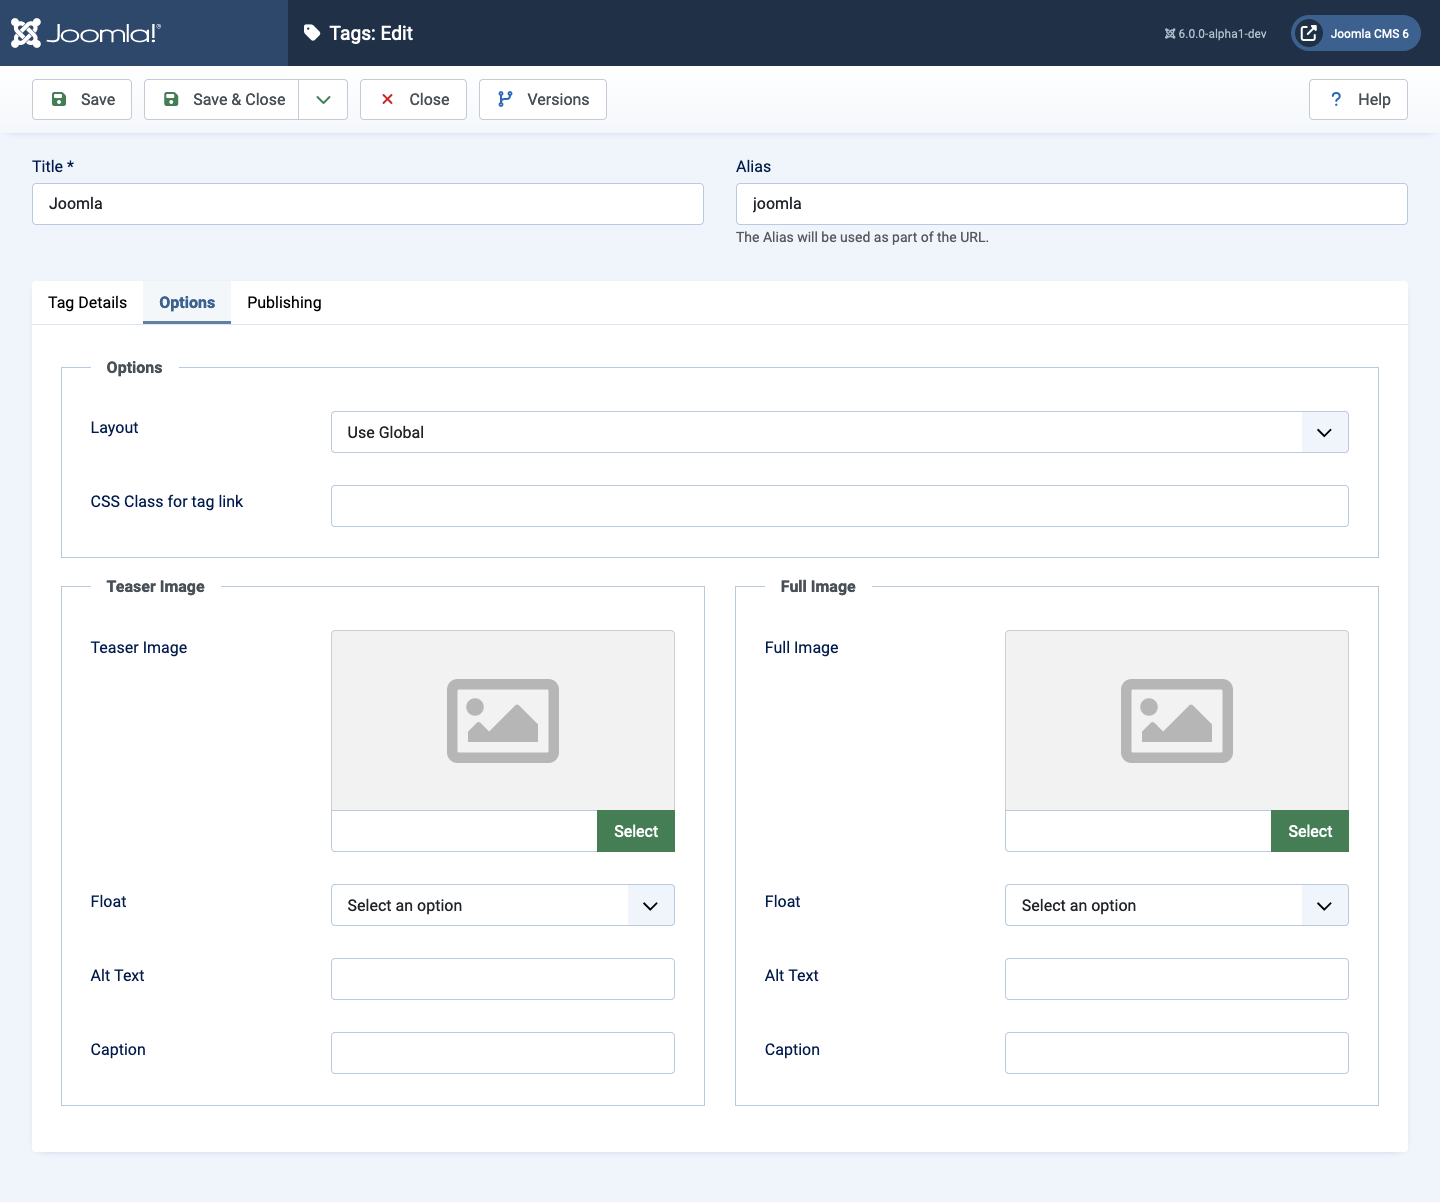 Joomla!®
Tags: Edit
6.0.0-alpha1-dev
Joomla CMS 6
Save
Save & Close
Close
Versions
? Help
Title *
Alias
Joomla
joomla
The Alias will be used as part of the URL.
Tag Details
Options
Publishing
Options
Layout
Use Global
CSS Class for tag link
Teaser Image
Teaser Image
Select
Float
Select an option
Alt Text
Caption
Full Image
Full Image
Select
Float
Select an option
Alt Text
Caption